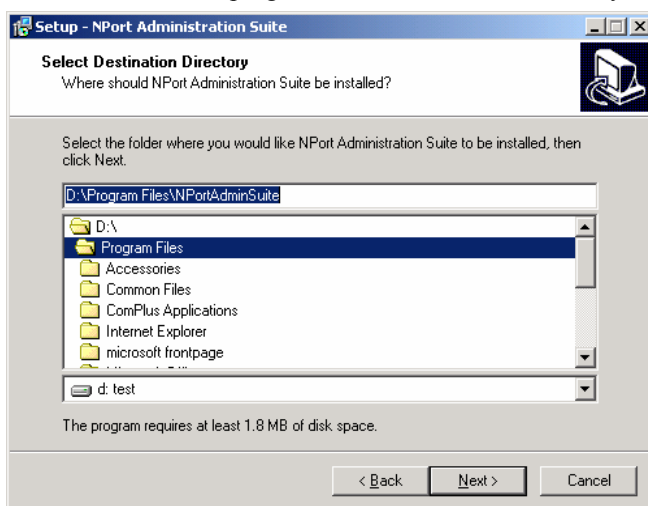 Setup - NPort Administration Suite
Select Destination Directory
Where should NPort Administration Suite be installed?
Select the folder where you would like NPort Administration Suite to be installed, then
click Next.
D:\Program Files\NPortAdminSuite
D:\
Program Files
Accessories
Common Files
ComPlus Applications
Internet Explorer
microsoft frontpage
d: test
The program requires at least 1.8 MB of disk space.
< Back
Next >
Cancel